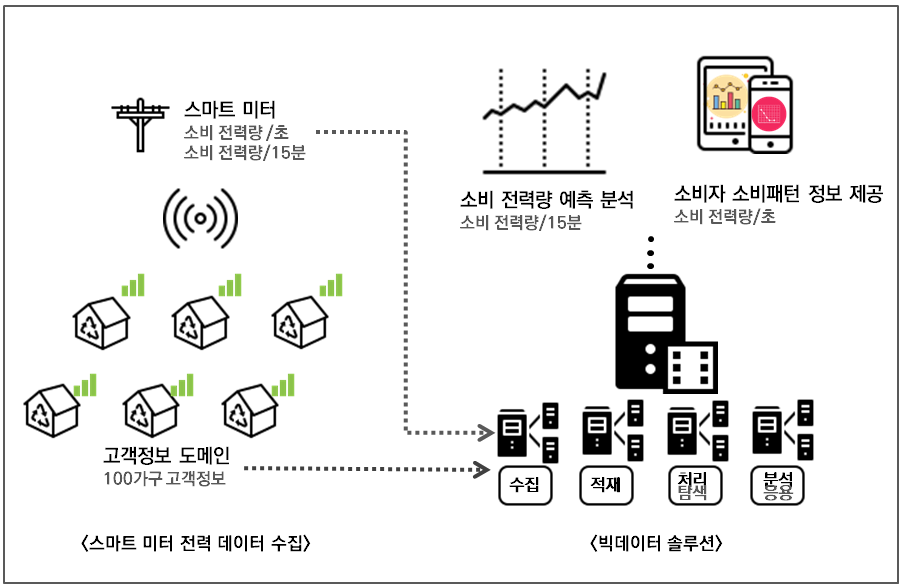 스마트 미터
소비 전력량 /초
소비 전력량/15분
소비 전력량 예측 분석
소비 전력량/15분
소비자 소비패턴 정보 제공
소비 전력량/초
고객정보 도메인
100가구 고객정보
수집
적재
처리
탐색
분석
응용
<스마트 미터 전력 데이터 수집>
<빅데이터 솔루션>